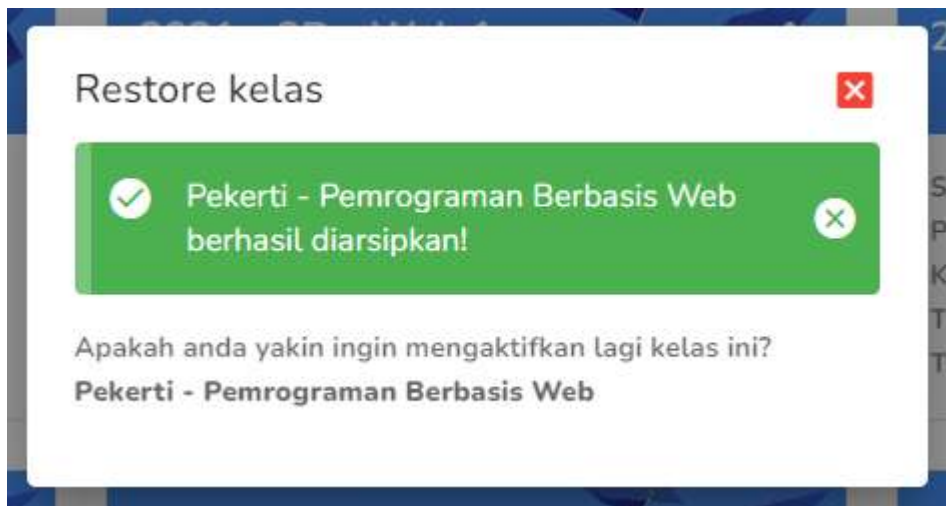 Restore kelas
Pekerti - Pemrograman Berbasis Web
berhasil diarsipkan!
Apakah anda yakin ingin mengaktifkan lagi kelas ini?
Pekerti - Pemrograman Berbasis Web